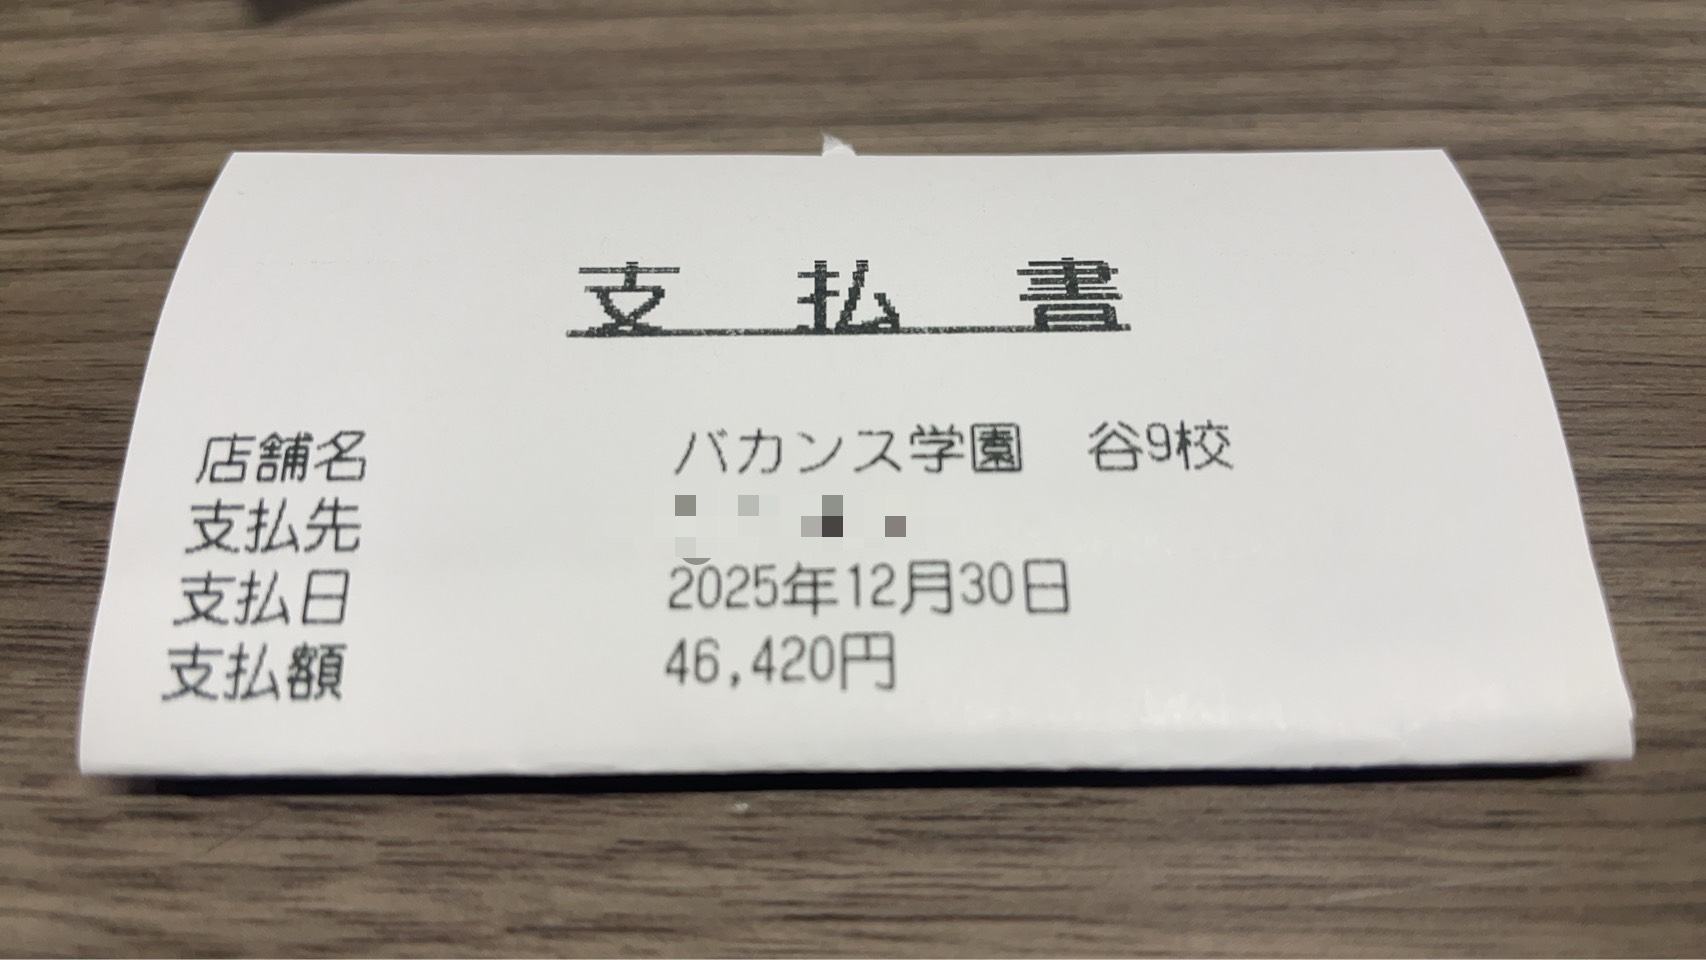 支払書
店舗名 バカンス学園 谷9校
支払先
支払日 2025年12月30日
支払額 46,420円